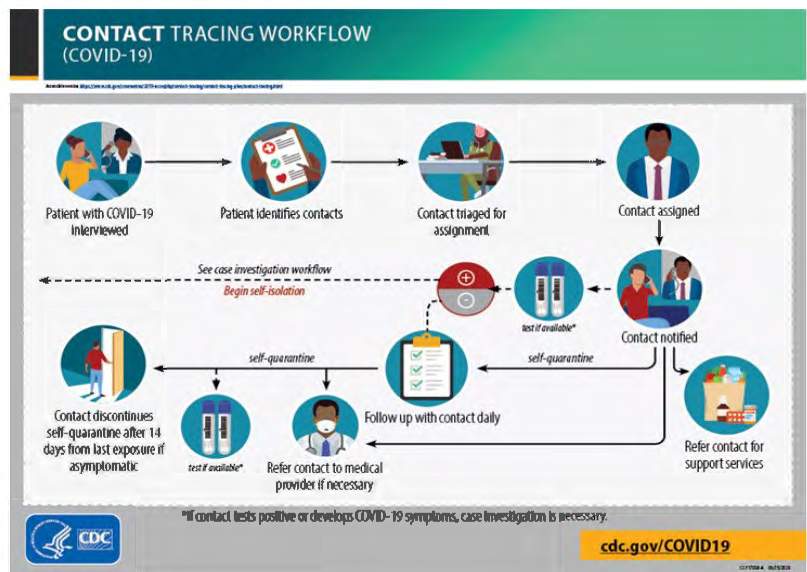 CONTACT TRACING WORKFLOW
(COVID-19)
Patient with COVID-19
interviewed
Patient identifies contacts
Contact triaged for
assignment
Contact assigned
See case investigation workflow
Begin self-isolation
test if available*
Contact notified
self-quarantine
self-quarantine
Follow up with contact daily
Contact discontinues
self-quarantine after 14
days from last exposure if
asymptomatic
test if available*
Refer contact to medical
provider if necessary
Refer contact for
support services
*If contact tests positive or develops COVID-19 symptoms, case investigation is necessary.
CDC
cdc.gov/COVID19